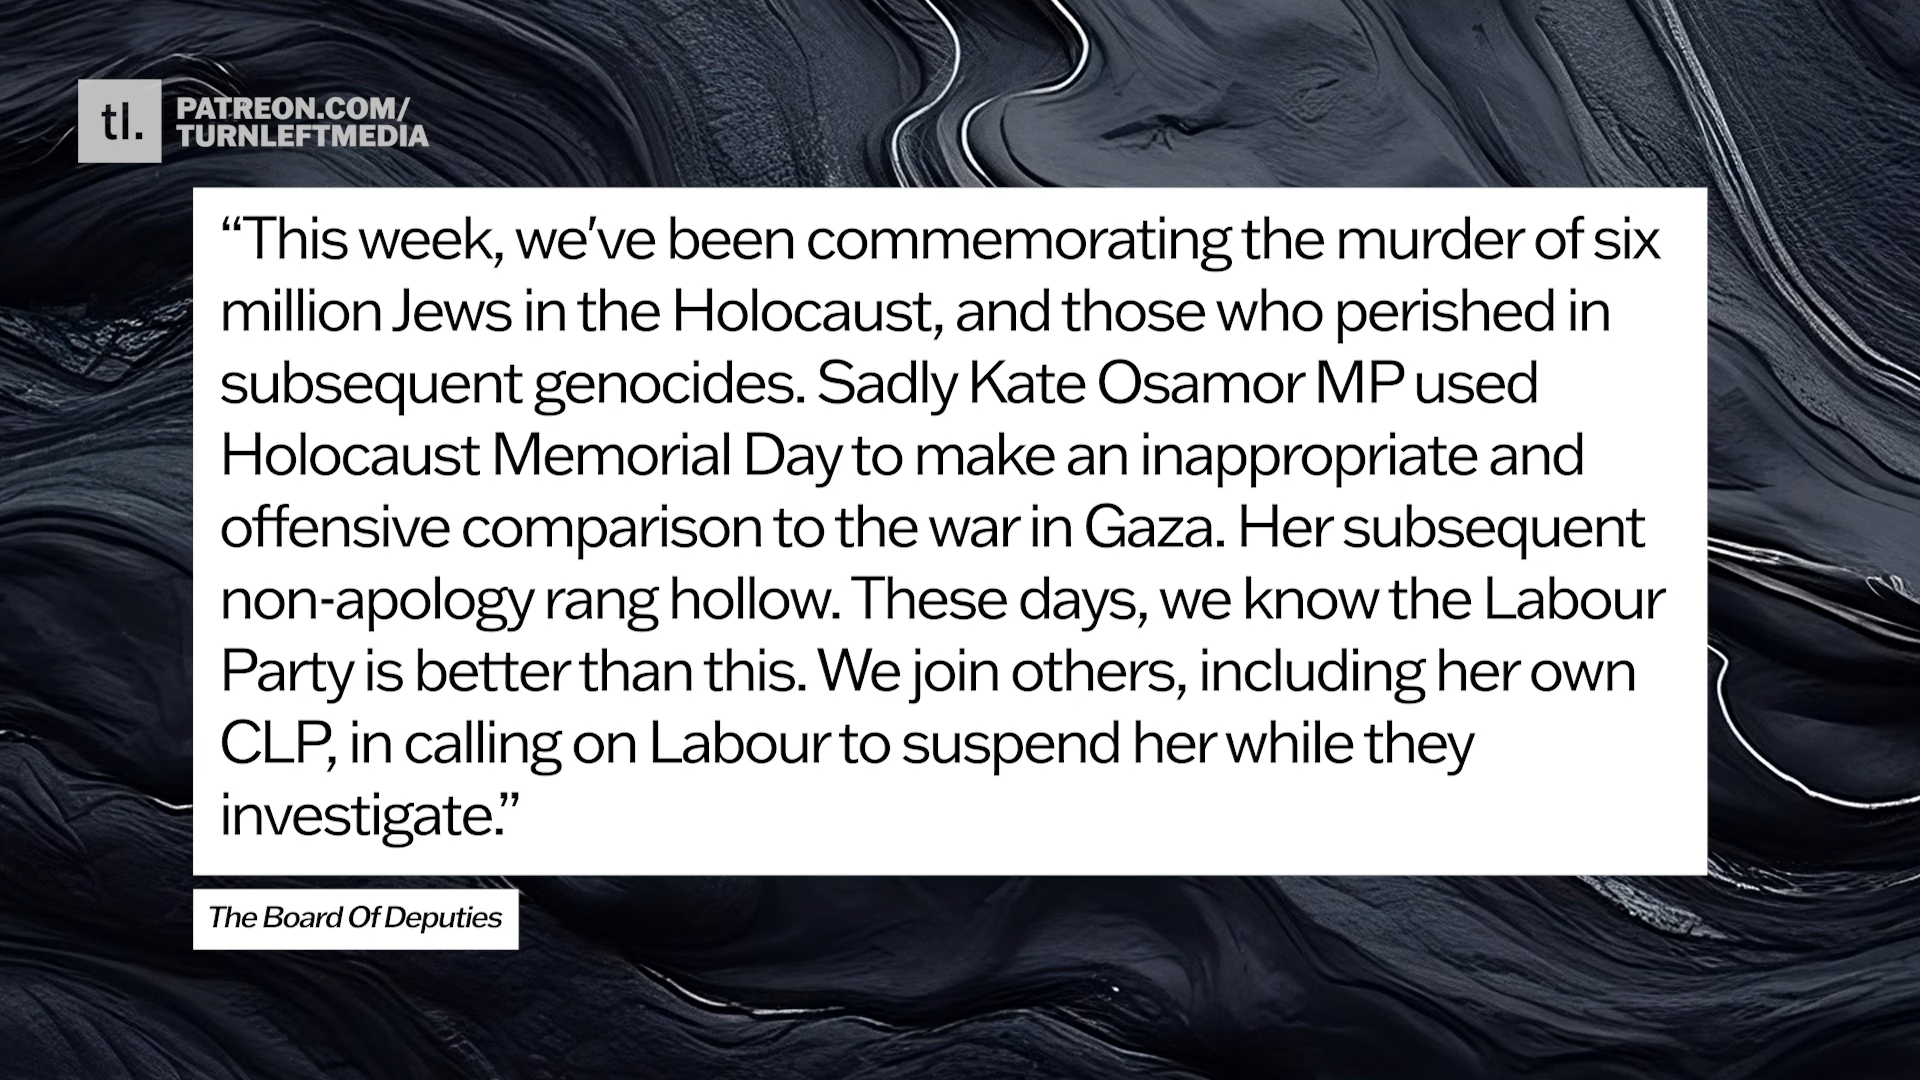 tl.
PATREON.COM/
TURNLEFTMEDIA
“This week, we've been commemorating the murder of six
million Jews in the Holocaust, and those who perished in
subsequent genocides. Sadly Kate Osamor MP used
Holocaust Memorial Day to make an inappropriate and
offensive comparison to the war in Gaza. Her subsequent
non-apology rang hollow. These days, we know the Labour
Party is better than this. We join others, including her own
CLP, in calling on Labour to suspend her while they
investigate.”
The Board Of Deputies